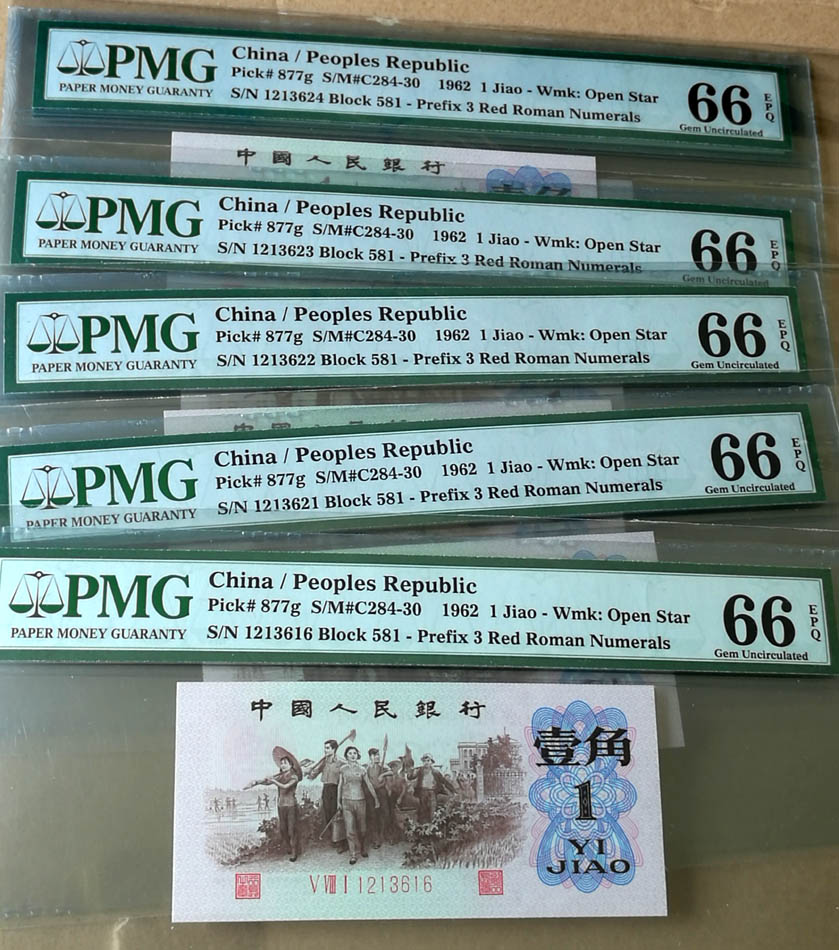 PMG
PAPER MONEY GUARANTY
China / Peoples Republic
Pick# 877g S/M#C284-30 1962 1 Jiao - Wmk: Open Star
S/N 1213624 Block 581 - Prefix 3 Red Roman Numerals
66
EPQ
Gem Uncirculated
中國人民銀行
壹角
PMG
PAPER MONEY GUARANTY
China / Peoples Republic
Pick# 877g S/M#C284-30 1962 1 Jiao - Wmk: Open Star
S/N 1213623 Block 581 - Prefix 3 Red Roman Numerals
66
EPQ
Gem Uncirculated
PMG
PAPER MONEY GUARANTY
China / Peoples Republic
Pick# 877g S/M#C284-30 1962 1 Jiao - Wmk: Open Star
S/N 1213622 Block 581 - Prefix 3 Red Roman Numerals
66
EPQ
Gem Uncirculated
PMG
PAPER MONEY GUARANTY
China / Peoples Republic
Pick# 877g S/M#C284-30 1962 1 Jiao - Wmk: Open Star
S/N 1213621 Block 581 - Prefix 3 Red Roman Numerals
66
EPQ
Gem Uncirculated
PMG
PAPER MONEY GUARANTY
China / Peoples Republic
Pick# 877g S/M#C284-30 1962 1 Jiao - Wmk: Open Star
S/N 1213616 Block 581 - Prefix 3 Red Roman Numerals
66
EPQ
Gem Uncirculated
中國人民銀行
壹角
1
YI
JIAO
V VIII I 1213616